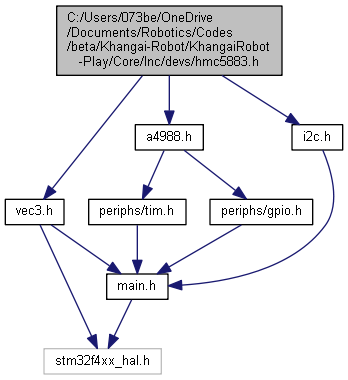 C:/Users/073be/OneDrive
/Documents/Robotics/Codes
/beta/Khangai-Robot/KhangaiRobot
-Play/Core/Inc/devs/hmc5883.h
a4988.h
i2c.h
vec3.h
periphs/tim.h
periphs/gpio.h
main.h
stm32f4xx_hal.h